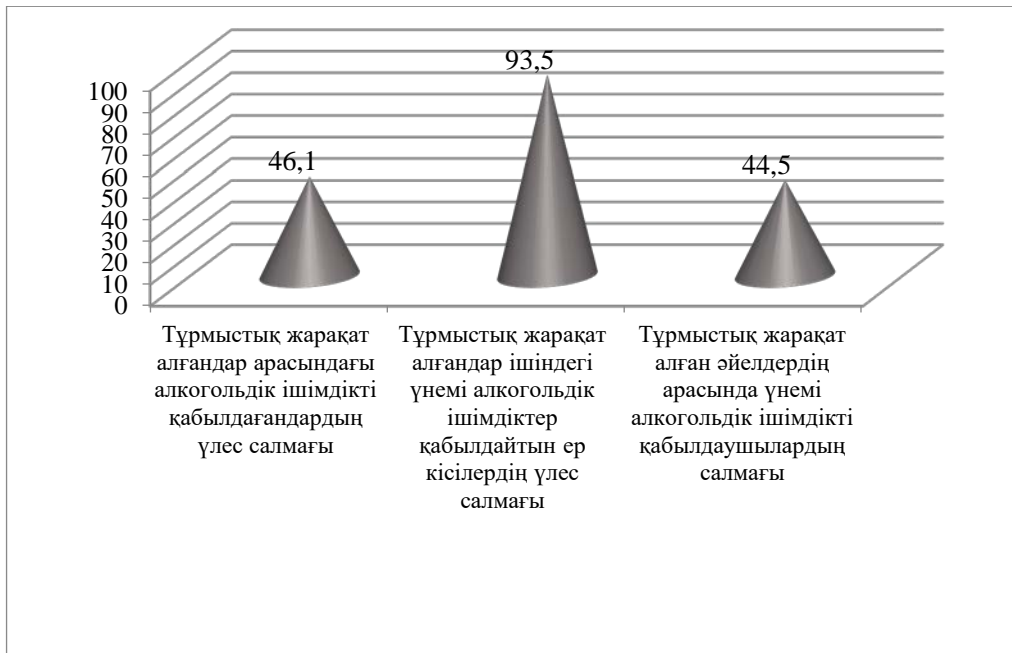 93,5
46,1
44,5
100
90
80
70
60
50
40
30
20
10
0
Тұрмыстық жарақат
алғандар арасындағы
алкогольдік ішімдікті
қабылдағандардың
үлес салмағы
Тұрмыстық жарақат
алғандар ішіндегі
үнемі алкогольдік
ішімдіктер
қабылдайтын ер
кісілердің үлес
салмағы
Тұрмыстық жарақат
алған әйелдердің
арасында үнемі
алкогольдік ішімдікті
қабылдаушылардың
салмағы